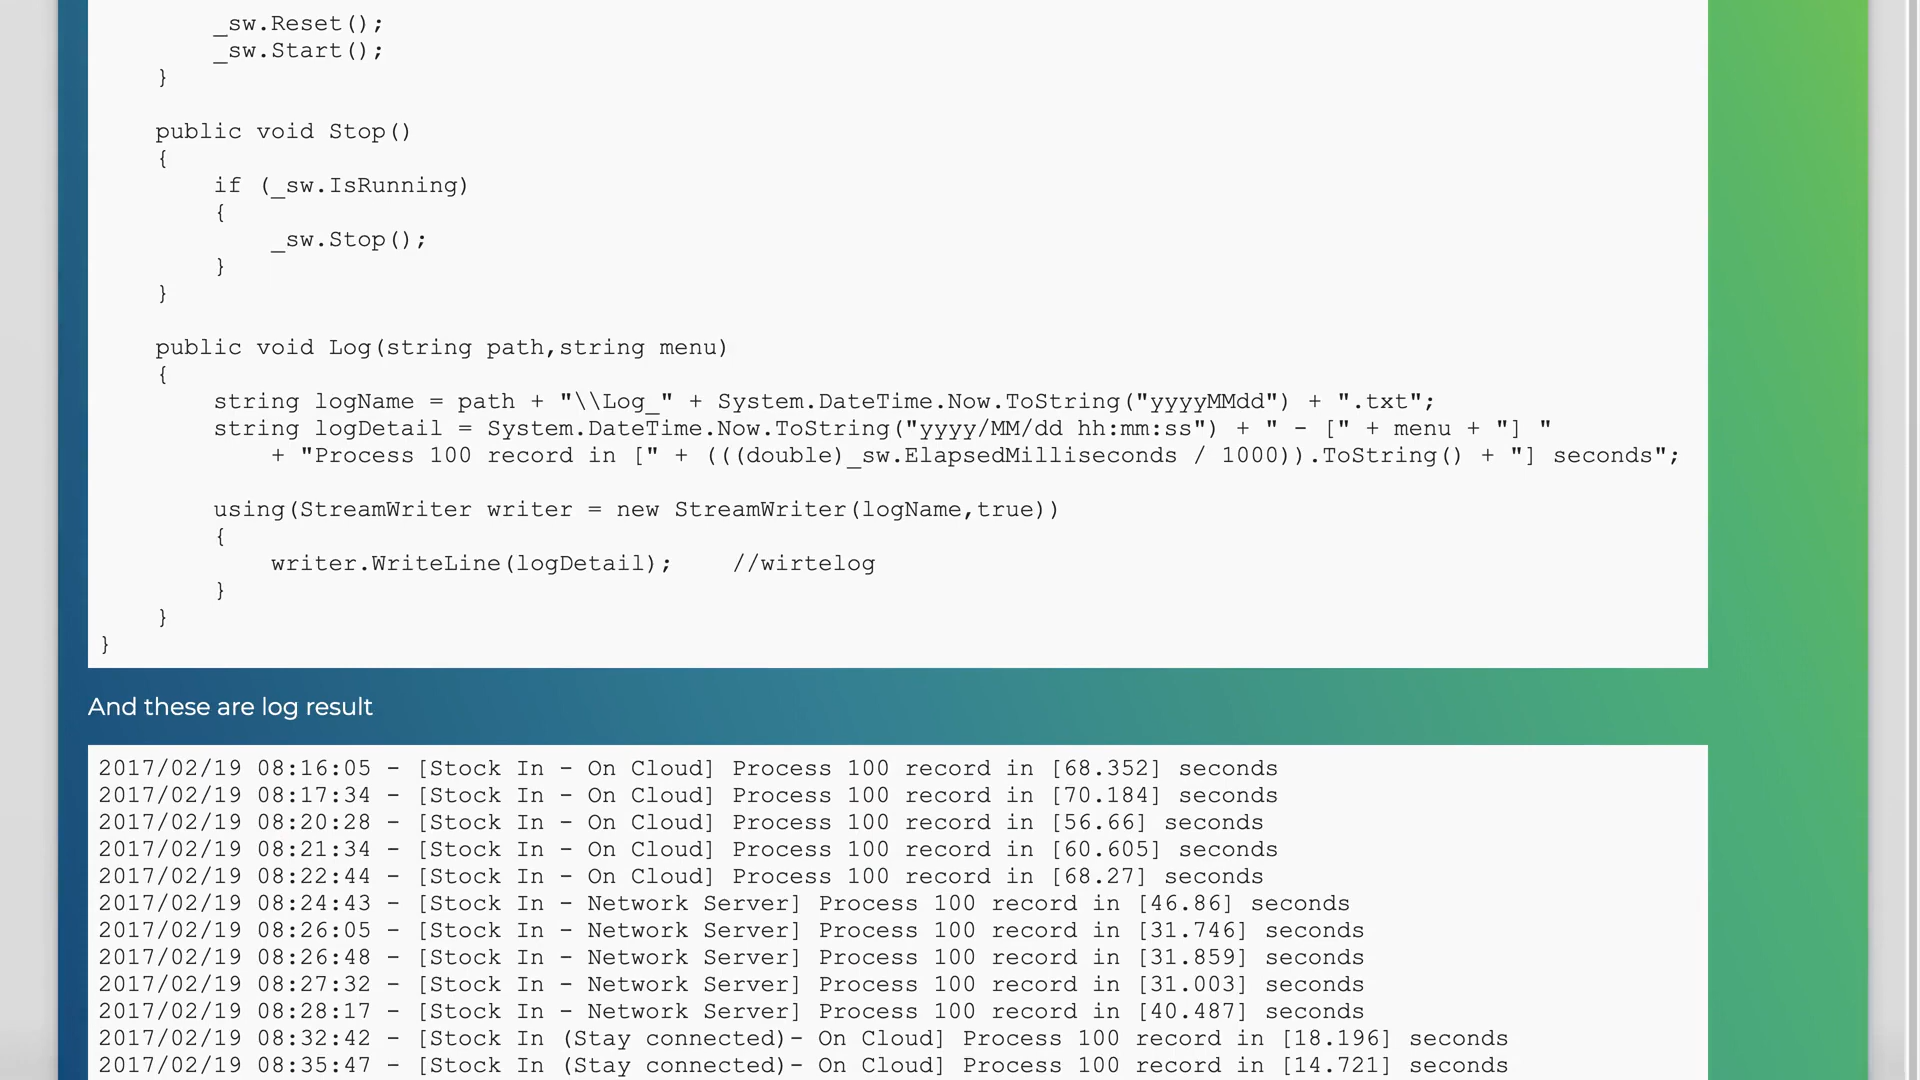 _sw.Reset();
_sw.Start();
}
public void Stop()
{
if (_sw.IsRunning)
{
_sw.Stop();
}
}
public void Log(string path,string menu)
{
string logName = path + "\\Log_" + System.DateTime.Now.ToString("yyyyMMdd") + ".txt";
string logDetail = System.DateTime.Now.ToString("yyyy/MM/dd hh:mm:ss") + " - [" + menu + "] "
+ "Process 100 record in [" + (((double)_sw.ElapsedMilliseconds / 1000)).ToString() + "] seconds";
using(StreamWriter writer = new StreamWriter(logName,true))
{
writer.WriteLine(logDetail); //wirtelog
}
}
}
And these are log result
2017/02/19 08:16:05 - [Stock In - On Cloud] Process 100 record in [68.352] seconds
2017/02/19 08:17:34 - [Stock In - On Cloud] Process 100 record in [70.184] seconds
2017/02/19 08:20:28 - [Stock In - On Cloud] Process 100 record in [56.66] seconds
2017/02/19 08:21:34 - [Stock In - On Cloud] Process 100 record in [60.605] seconds
2017/02/19 08:22:44 - [Stock In - On Cloud] Process 100 record in [68.27] seconds
2017/02/19 08:24:43 - [Stock In - Network Server] Process 100 record in [46.86] seconds
2017/02/19 08:26:05 - [Stock In - Network Server] Process 100 record in [31.746] seconds
2017/02/19 08:26:48 - [Stock In - Network Server] Process 100 record in [31.859] seconds
2017/02/19 08:27:32 - [Stock In - Network Server] Process 100 record in [31.003] seconds
2017/02/19 08:28:17 - [Stock In - Network Server] Process 100 record in [40.487] seconds
2017/02/19 08:32:42 - [Stock In (Stay connected)- On Cloud] Process 100 record in [18.196] seconds
2017/02/19 08:35:47 - [Stock In (Stay connected)- On Cloud] Process 100 record in [14.721] seconds